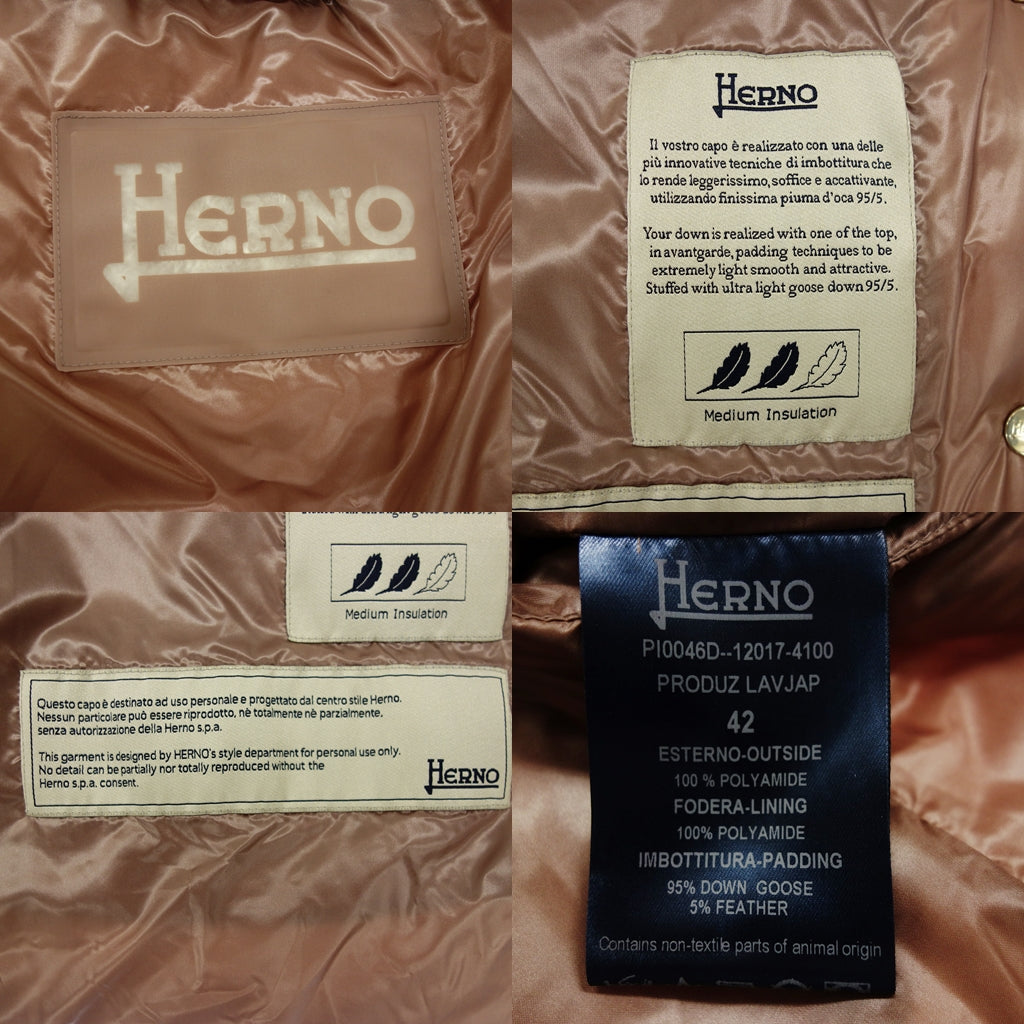 HERNO
HERNO
Il vostro capo è realizzato con una delle
più innovative tecniche di imbottitura che
lo rende leggerissimo, soffice e accattivante,
utilizzando finissima piuma d'oca 95/5.
Your down is realized with one of the top,
in avantgarde, padding techniques to be
extremely light smooth and attractive.
Stuffed with ultra light goose down 95/5.
Medium Insulation
Medium Insulation
Questo capo è destinato ad uso personale e progettato dal centro stile Herno.
Nessun particolare può essere riprodotto, nè totalmente nè parzialmente,
senza autorizzazione della Herno s.p.a.
This garment is designed by HERNO's style department for personal use only.
No detail can be partially nor totally reproduced without the
Herno s.p.a. consent.
HERNO
HERNO
PI0046D--12017-4100
PRODUZ LAVJAP
42
ESTERNO-OUTSIDE
100 % POLYAMIDE
FODERA-LINING
100% POLYAMIDE
IMBOTTITURA-PADDING
95% DOWN GOOSE
5% FEATHER
Contains non-textile parts of animal origin